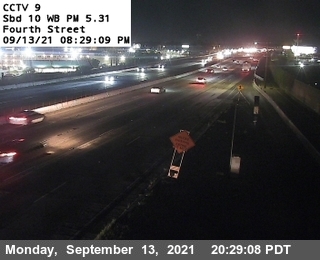 CCTV 9
Sbd 10 WB PM 5.31
Fourth Street
09/13/21 08:29:09 PM
Monday, September 13, 2021 20:29:08 PDT